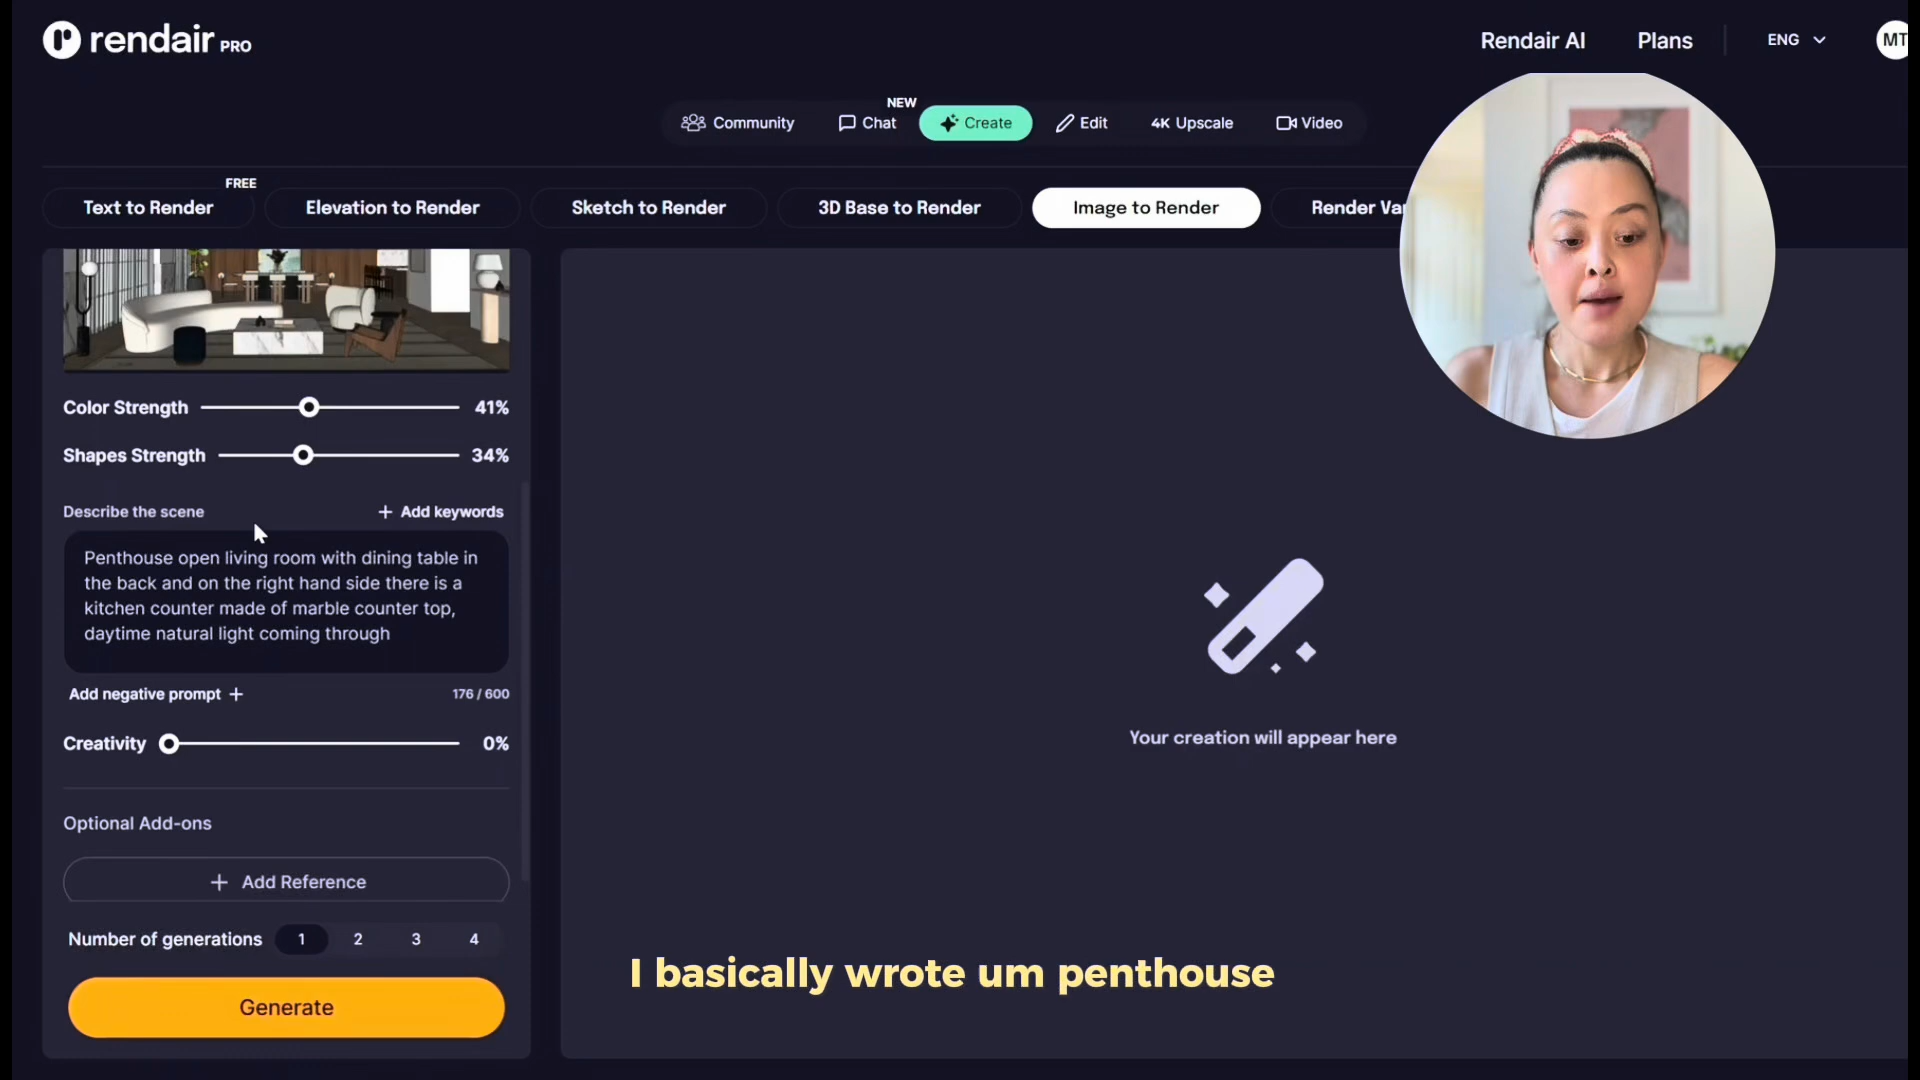 rendair PRO
Rendair AI
Plans
ENG
MT
Community
NEW
Chat
Create
Edit
4K Upscale
Video
FREE
Text to Render
Elevation to Render
Sketch to Render
3D Base to Render
Image to Render
Render Var
Color Strength 41%
Shapes Strength 34%
Describe the scene
+ Add keywords
Penthouse open living room with dining table in
the back and on the right hand side there is a
kitchen counter made of marble counter top,
daytime natural light coming through
Add negative prompt +
176 / 600
Creativity 0%
Optional Add-ons
+ Add Reference
Number of generations 1 2 3 4
Generate
Your creation will appear here
I basically wrote um penthouse